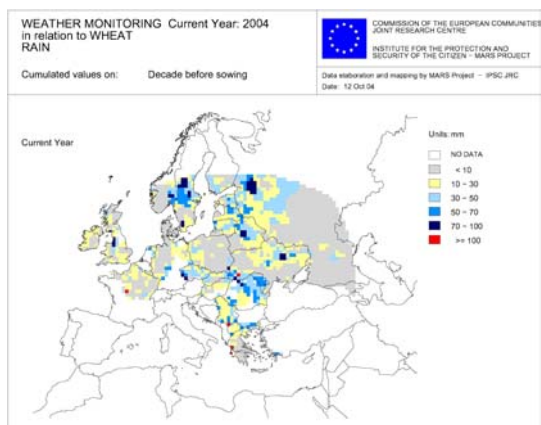 WEATHER MONITORING Current Year: 2004
in relation to WHEAT
RAIN
Cumulated values on: Decade before sowing
COMMISSION OF THE EUROPEAN COMMUNITIES
JOINT RESEARCH CENTRE
INSTITUTE FOR THE PROTECTION AND
SECURITY OF THE CITIZEN - MARS PROJECT
Data elaboration and mapping by MARS Project - IPSC JRC
Date: 12 Oct 04
Current Year
Units: mm
NO DATA
< 10
10 - 30
30 - 50
50 - 70
70 - 100
>= 100